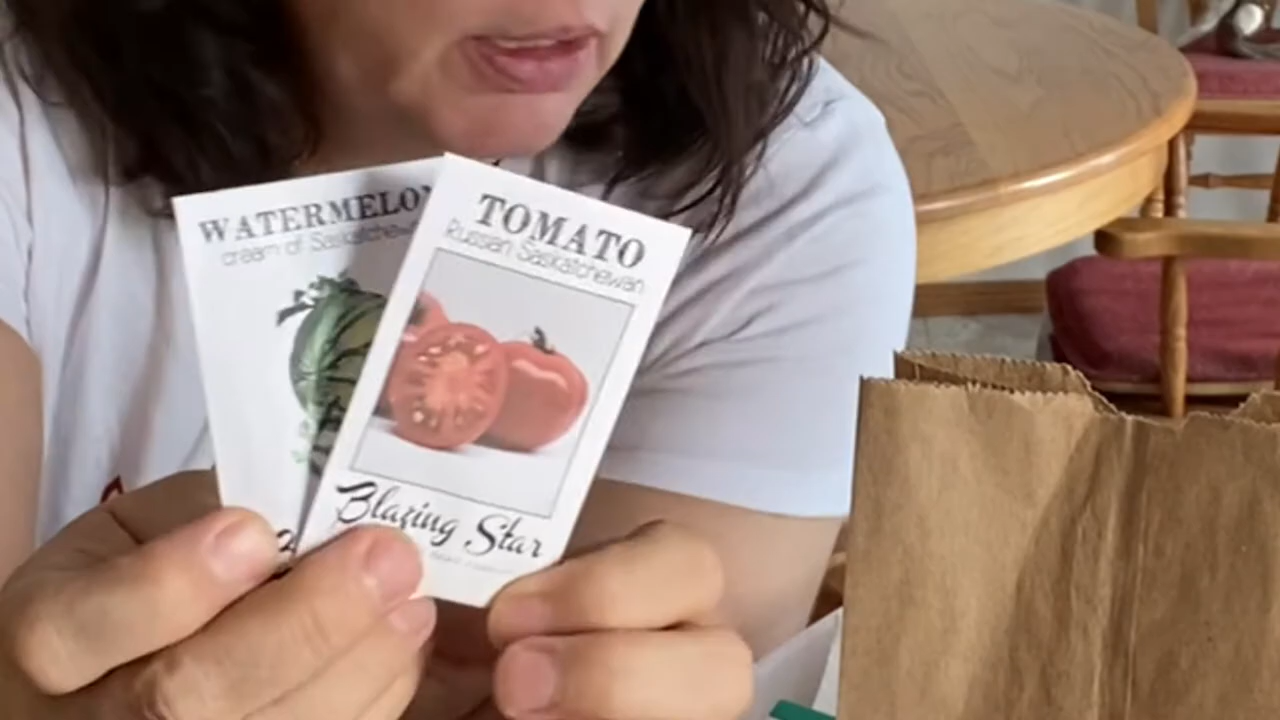 WATERMELON
cream of Saskatchewan
TOMATO
Russian Saskatchewan
Blazing Star